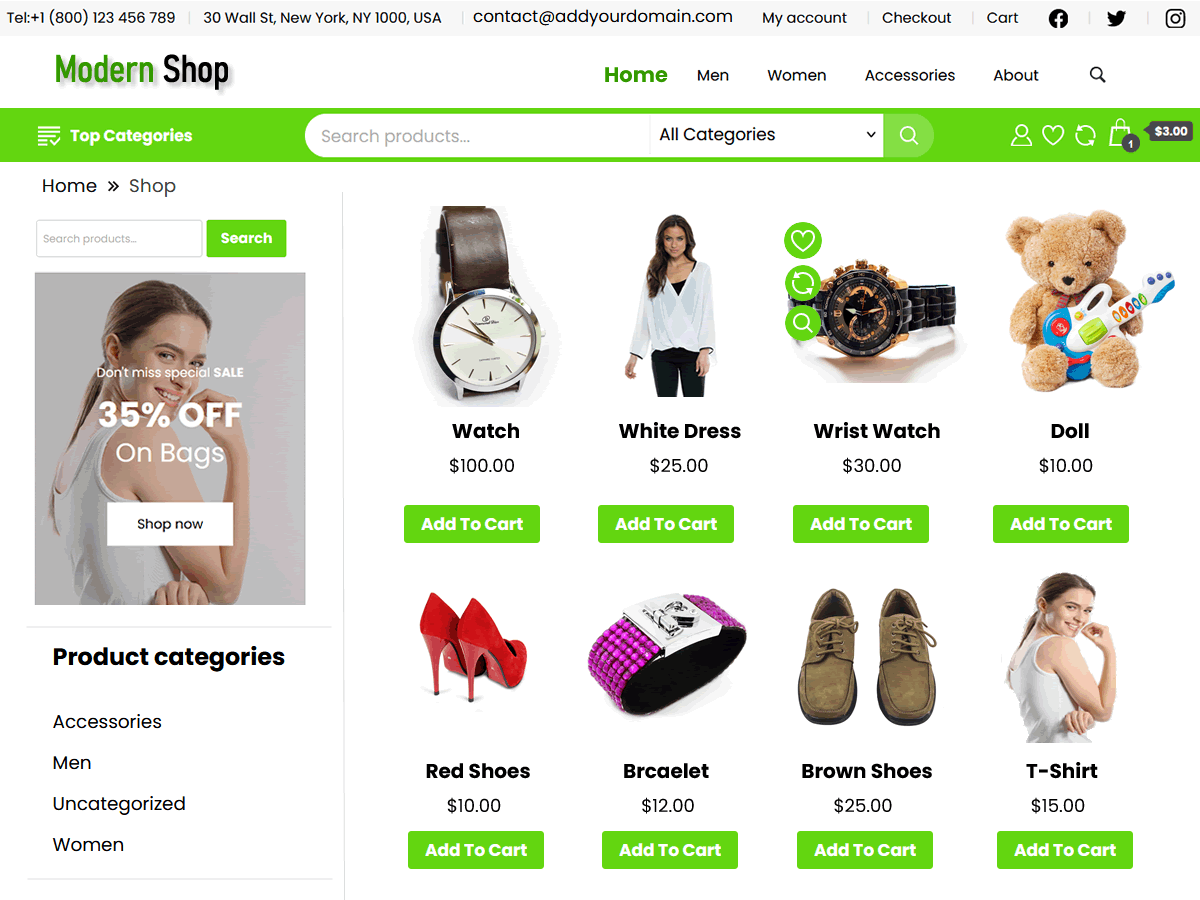 Tel:+1 (800) 123 456 789 30 Wall St, New York, NY 1000, USA contact@addyourdomain.com My account Checkout Cart
Modern Shop
Home Men Women Accessories About
Top Categories Search products... All Categories 1 $3.00
Home » Shop
Search products... Search
Don't miss special SALE
35% OFF
On Bags
Shop now
Product categories
Accessories
Men
Uncategorized
Women
Watch White Dress Wrist Watch Doll
$100.00 $25.00 $30.00 $10.00
Add To Cart Add To Cart Add To Cart Add To Cart
Red Shoes Brcaelet Brown Shoes T-Shirt
$10.00 $12.00 $25.00 $15.00
Add To Cart Add To Cart Add To Cart Add To Cart